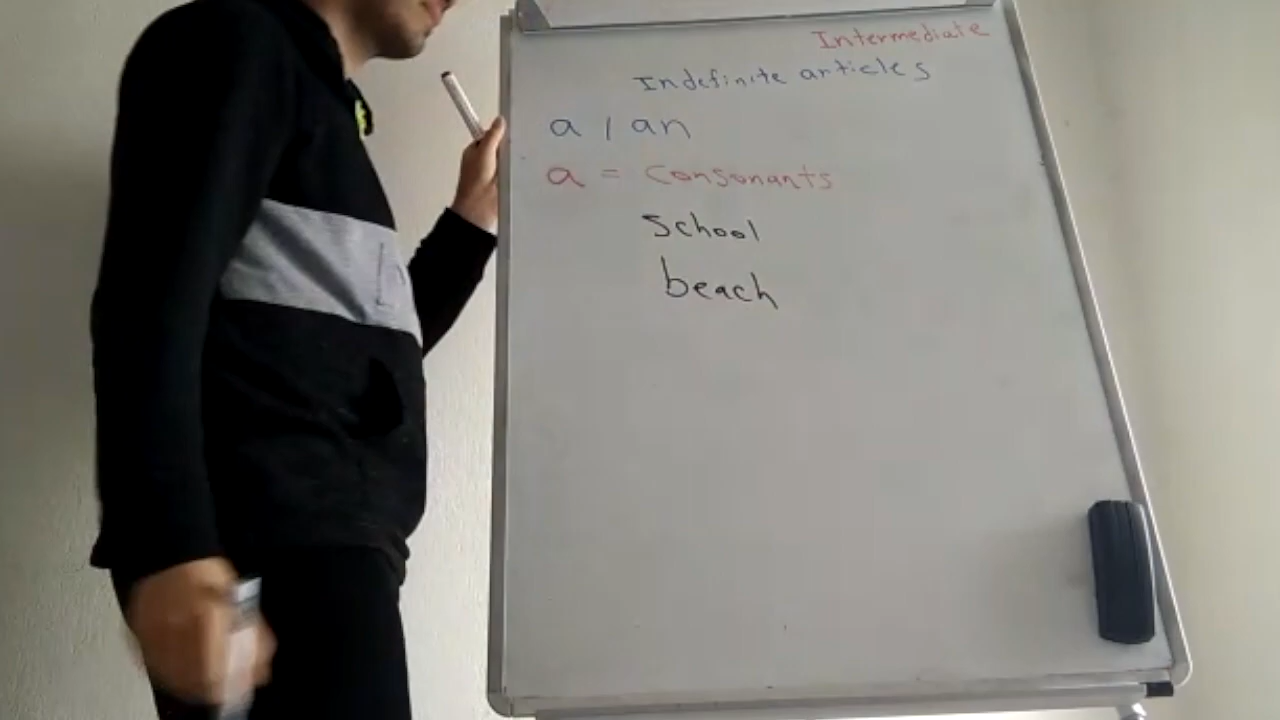 Intermediate
Indefinite articles
a / an
a = Consonants
School
beach